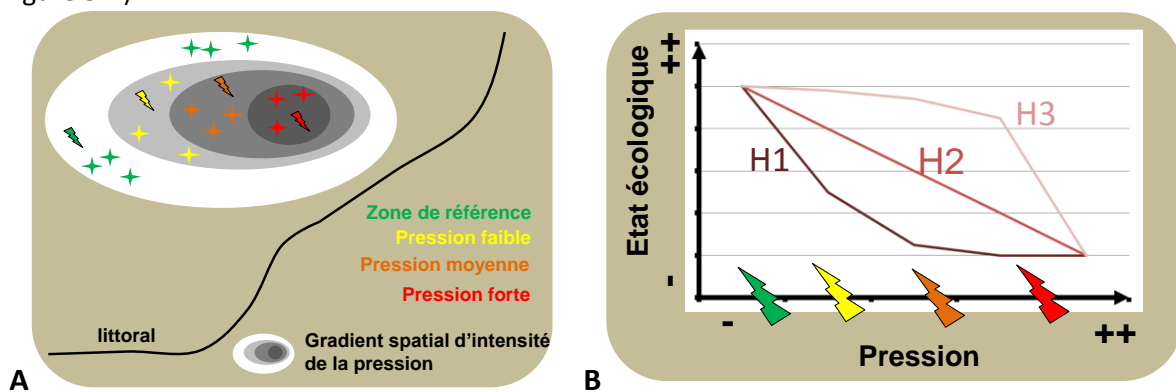 Zone de référence
Pression faible
Pression moyenne
Pression forte
littoral
Gradient spatial d'intensité
de la pression
A
++
++
Etat écologique
-
H1
H2
H3
-
++
Pression
B